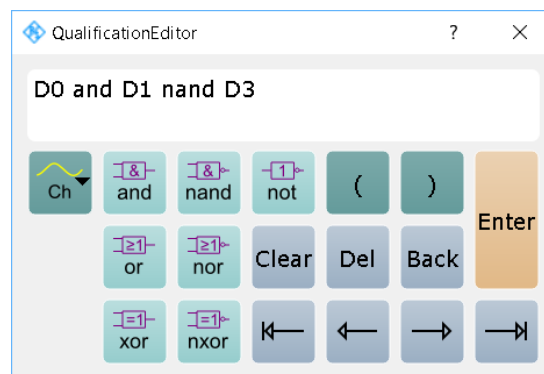 QualificationEditor ?
D0 and D1 nand D3
& & 1
Ch and nand not ( )
Enter
≥1 ≥1
or nor Clear Del Back
=1 =1
xor nxor